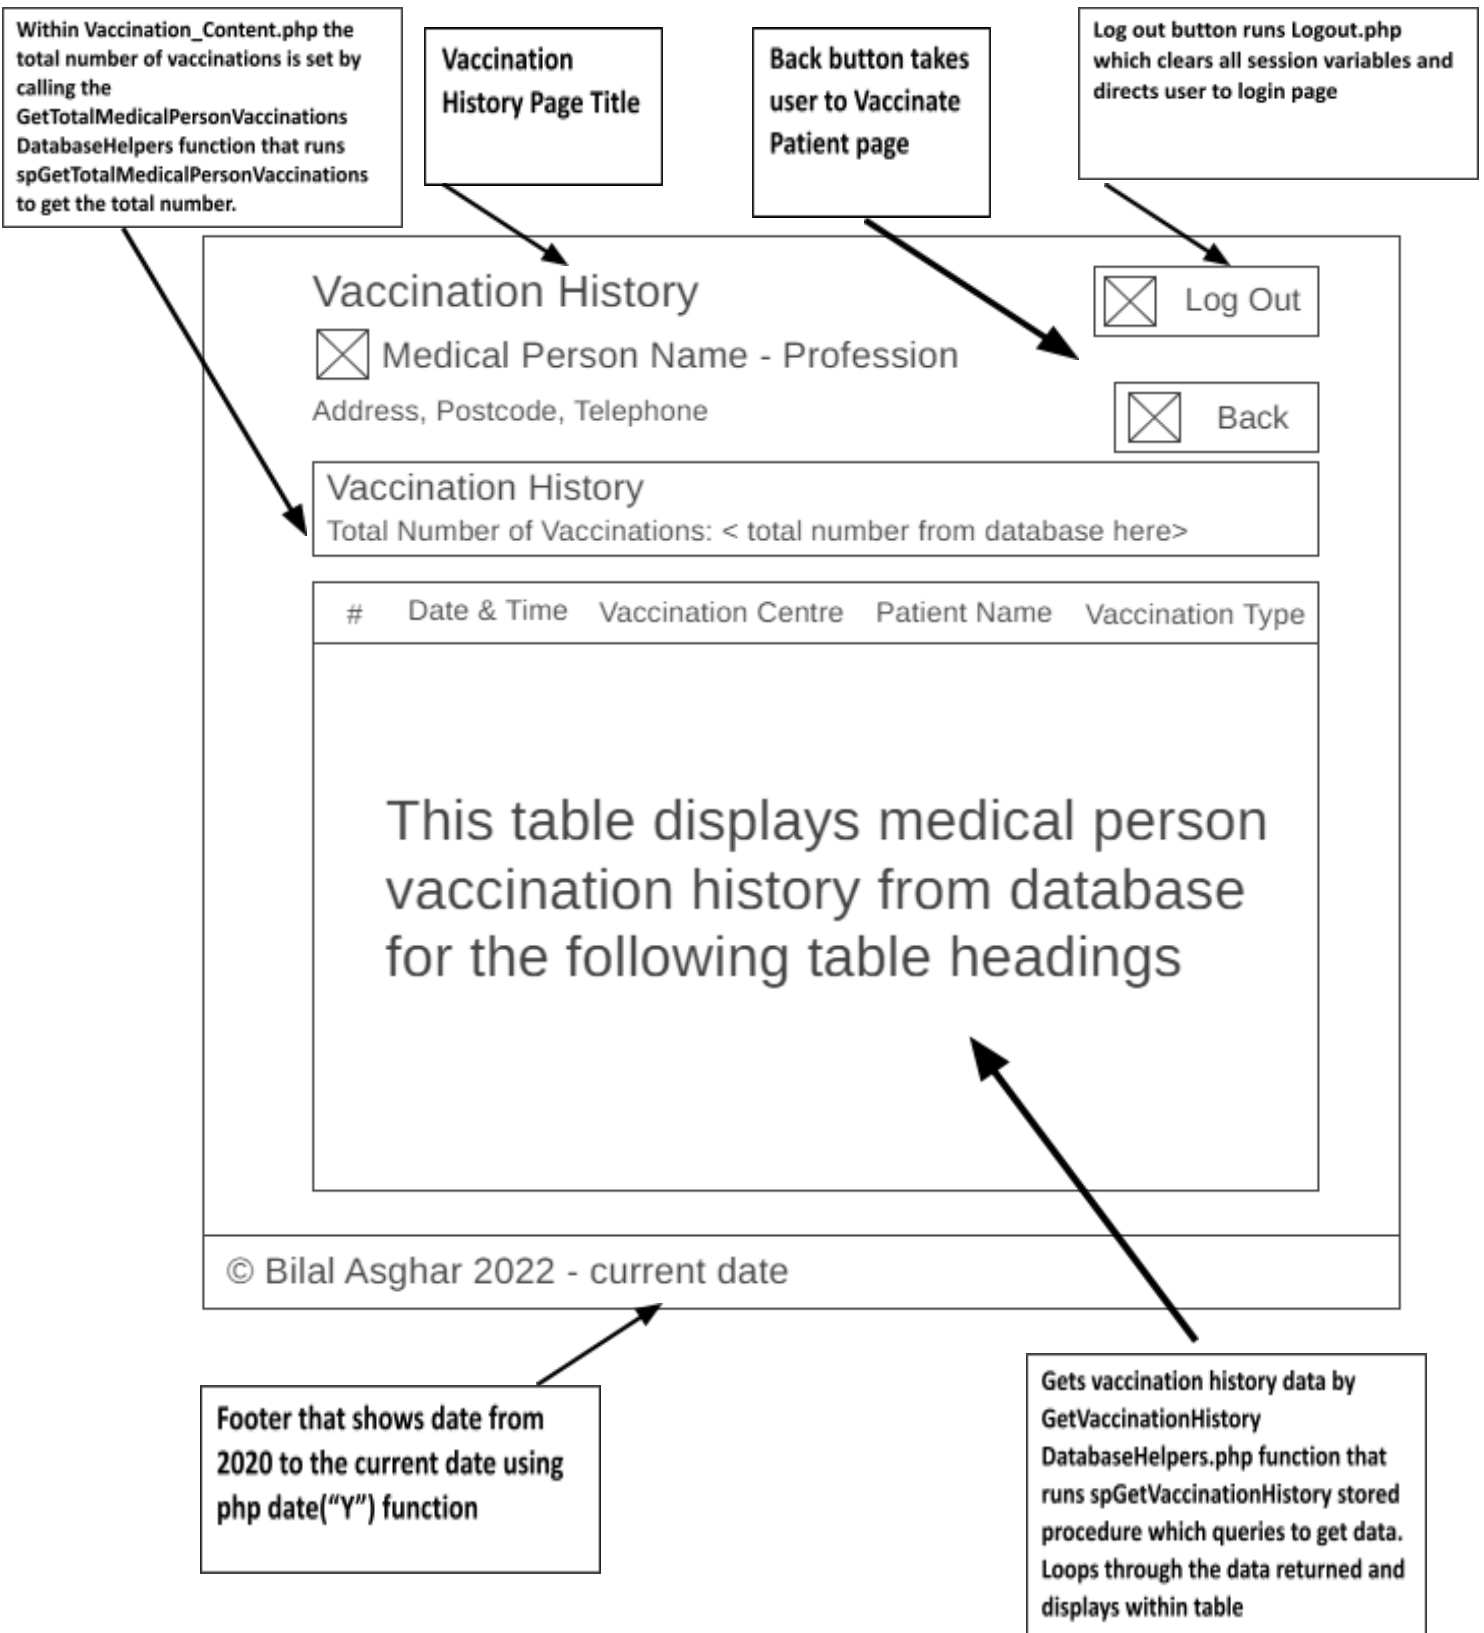 Within Vaccination_Content.php the
total number of vaccinations is set by
calling the
GetTotalMedicalPersonVaccinations
DatabaseHelpers function that runs
spGetTotalMedicalPersonVaccinations
to get the total number.
Vaccination
History Page Title
Back button takes
user to Vaccinate
Patient page
Log out button runs Logout.php
which clears all session variables and
directs user to login page
Vaccination History
Log Out
Medical Person Name - Profession
Address, Postcode, Telephone
Back
Vaccination History
Total Number of Vaccinations: < total number from database here>
# Date & Time Vaccination Centre Patient Name Vaccination Type
This table displays medical person
vaccination history from database
for the following table headings
© Bilal Asghar 2022 - current date
Footer that shows date from
2020 to the current date using
php date(“Y”) function
Gets vaccination history data by
GetVaccinationHistory
DatabaseHelpers.php function that
runs spGetVaccinationHistory stored
procedure which queries to get data.
Loops through the data returned and
displays within table